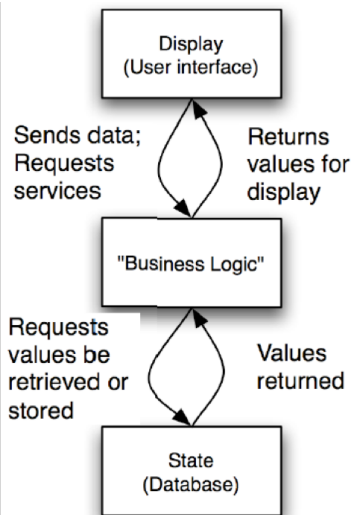 Display
(User interface)
Sends data;
Requests
services
Returns
values for
display
"Business Logic"
Requests
values be
retrieved or
stored
Values
returned
State
(Database)